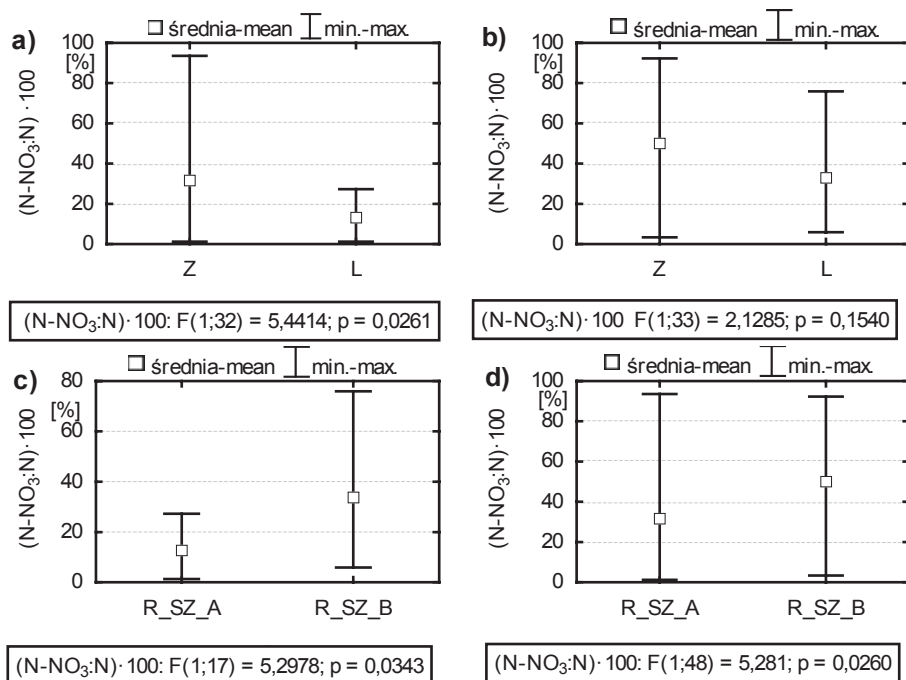 a)
□ średnia-mean ⌶ min.-max.
[%]
(N-NO3:N) · 100
100
80
60
40
20
0
Z L
(N-NO3:N) · 100: F(1;32) = 5,4414; p = 0,0261
b)
□ średnia-mean ⌶ min.-max.
[%]
(N-NO3:N) · 100
100
80
60
40
20
0
Z L
(N-NO3:N) · 100 F(1;33) = 2,1285; p = 0,1540
c)
□ średnia-mean ⌶ min.-max.
[%]
(N-NO3:N) · 100
80
60
40
20
0
R_SZ_A R_SZ_B
(N-NO3:N) · 100: F(1;17) = 5,2978; p = 0,0343
d)
□ średnia-mean ⌶ min.-max.
[%]
(N-NO3:N) · 100
100
80
60
40
20
0
R_SZ_A R_SZ_B
(N-NO3:N) · 100: F(1;48) = 5,281; p = 0,0260